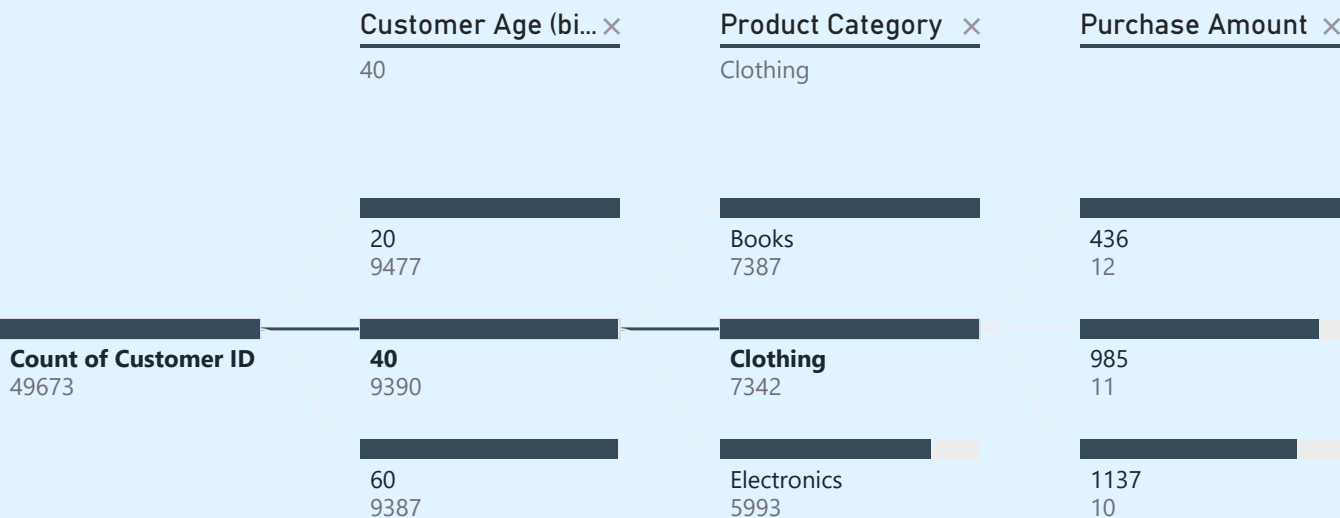 Customer Age (bi...
Product Category
Purchase Amount
40
Clothing
20
9477
Books
7387
436
12
Count of Customer ID
49673
40
9390
Clothing
7342
985
11
60
9387
Electronics
5993
1137
10